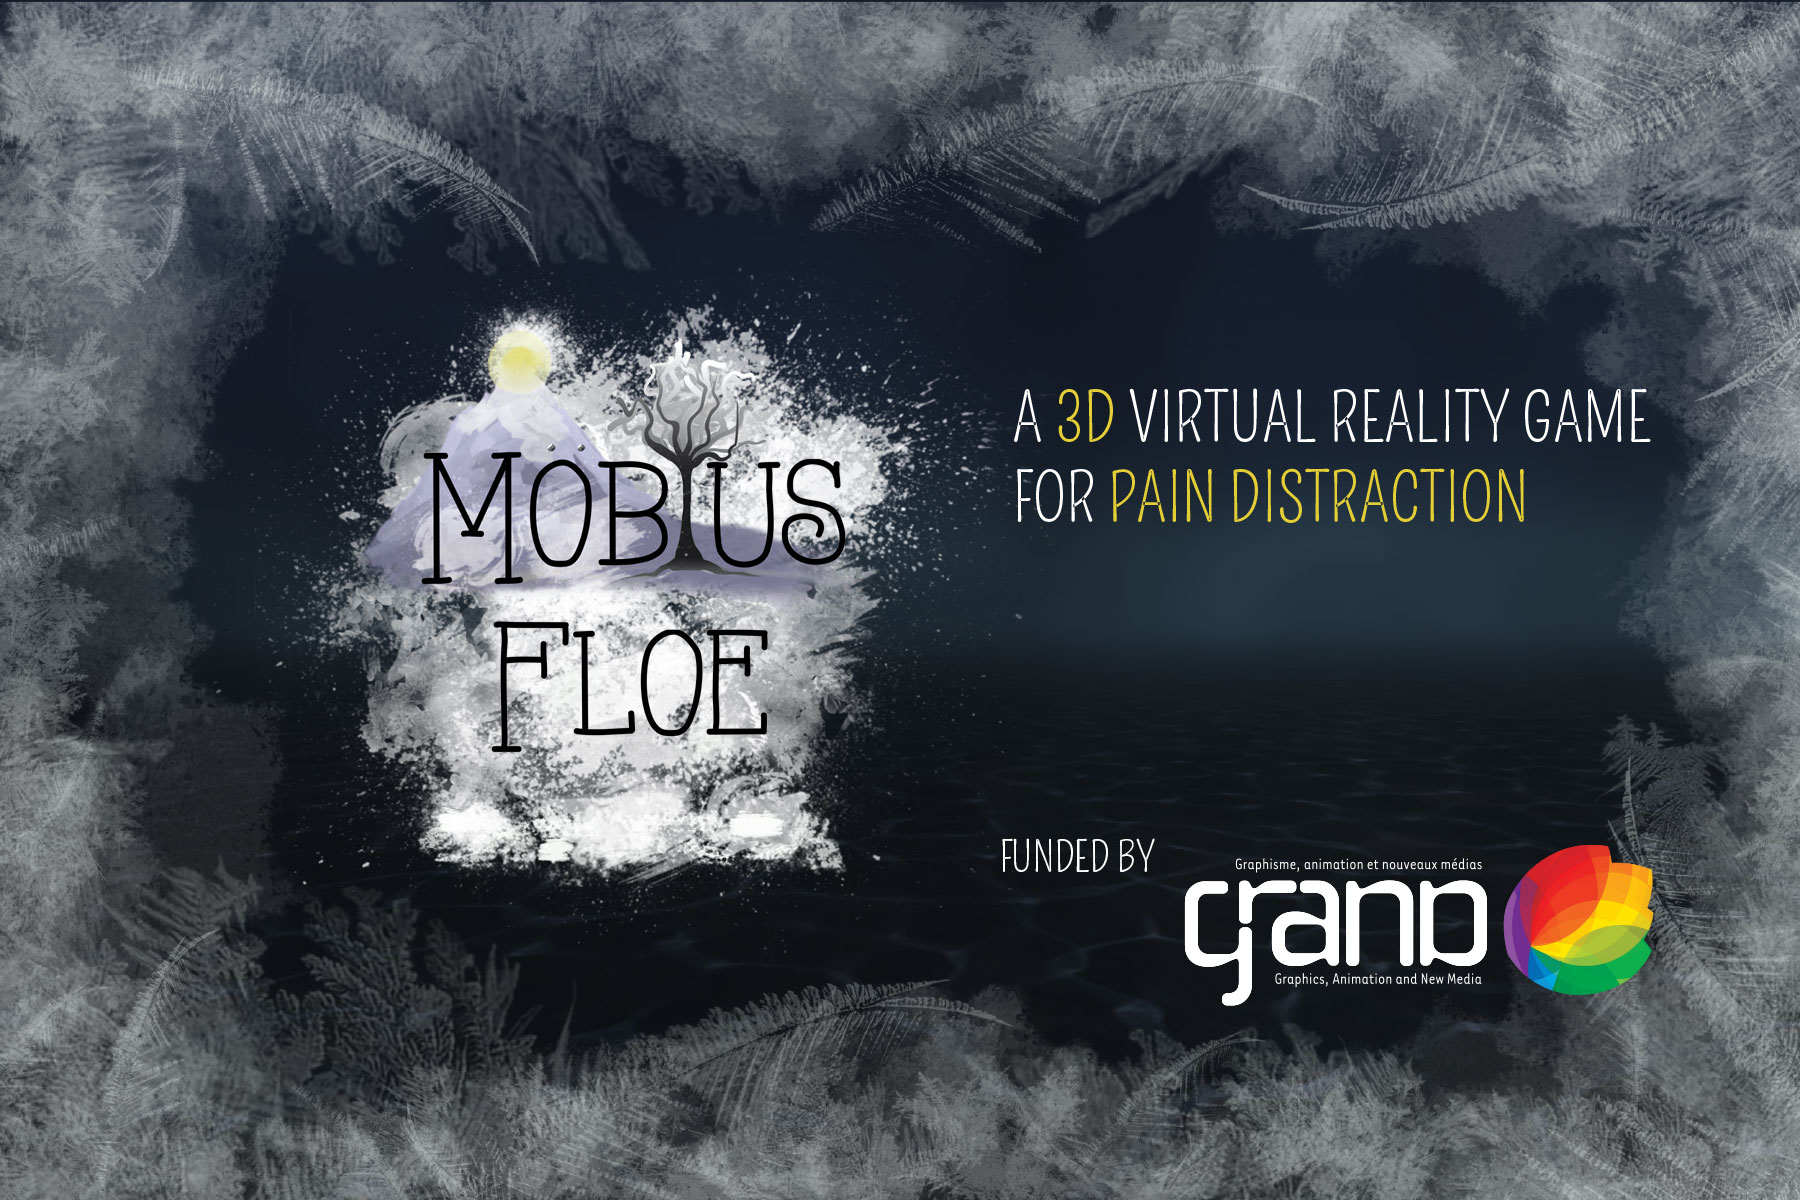 MÖBIUS
FLOE
A 3D VIRTUAL REALITY GAME
FOR PAIN DISTRACTION
FUNDED BY
Graphisme, animation et nouveaux médias
grand
Graphics, Animation and New Media